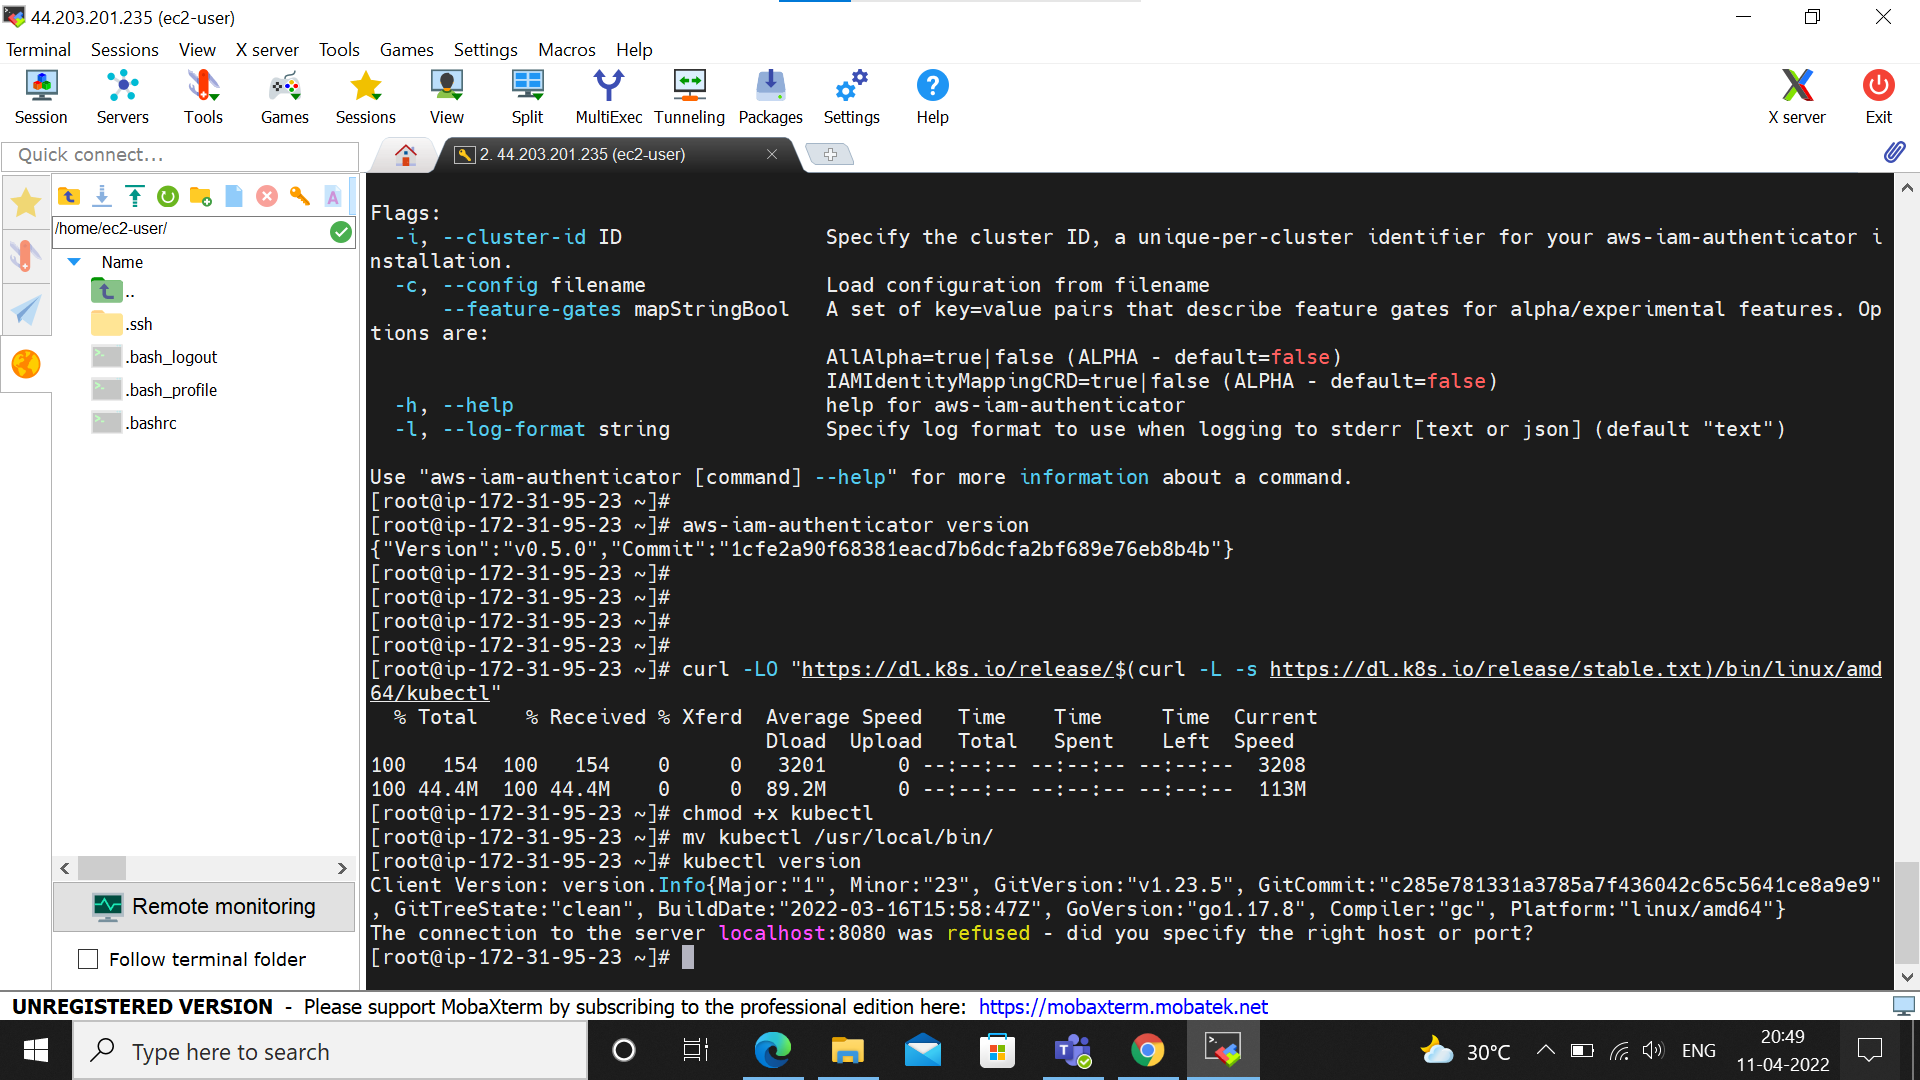 44.203.201.235 (ec2-user)
Terminal Sessions View X server Tools Games Settings Macros Help
Session Servers Tools Games Sessions View Split MultiExec Tunneling Packages Settings Help X server Exit
Quick connect...
2. 44.203.201.235 (ec2-user)
/home/ec2-user/
Name
..
.ssh
.bash_logout
.bash_profile
.bashrc
Remote monitoring
Follow terminal folder
Flags:
-i, --cluster-id ID Specify the cluster ID, a unique-per-cluster identifier for your aws-iam-authenticator i
nstallation.
-c, --config filename Load configuration from filename
--feature-gates mapStringBool A set of key=value pairs that describe feature gates for alpha/experimental features. Op
tions are:
AllAlpha=true|false (ALPHA - default=false)
IAMIdentityMappingCRD=true|false (ALPHA - default=false)
-h, --help help for aws-iam-authenticator
-l, --log-format string Specify log format to use when logging to stderr [text or json] (default "text")
Use "aws-iam-authenticator [command] --help" for more information about a command.
[root@ip-172-31-95-23 ~]#
[root@ip-172-31-95-23 ~]# aws-iam-authenticator version
{"Version":"v0.5.0","Commit":"1cfe2a90f68381eacd7b6dcfa2bf689e76eb8b4b"}
[root@ip-172-31-95-23 ~]#
[root@ip-172-31-95-23 ~]#
[root@ip-172-31-95-23 ~]#
[root@ip-172-31-95-23 ~]#
[root@ip-172-31-95-23 ~]# curl -LO "https://dl.k8s.io/release/$(curl -L -s https://dl.k8s.io/release/stable.txt)/bin/linux/amd
64/kubectl"
% Total % Received % Xferd Average Speed Time Time Time Current
Dload Upload Total Spent Left Speed
100 154 100 154 0 0 3201 0 --:--:-- --:--:-- --:--:-- 3208
100 44.4M 100 44.4M 0 0 89.2M 0 --:--:-- --:--:-- --:--:-- 113M
[root@ip-172-31-95-23 ~]# chmod +x kubectl
[root@ip-172-31-95-23 ~]# mv kubectl /usr/local/bin/
[root@ip-172-31-95-23 ~]# kubectl version
Client Version: version.Info{Major:"1", Minor:"23", GitVersion:"v1.23.5", GitCommit:"c285e781331a3785a7f436042c65c5641ce8a9e9"
, GitTreeState:"clean", BuildDate:"2022-03-16T15:58:47Z", GoVersion:"go1.17.8", Compiler:"gc", Platform:"linux/amd64"}
The connection to the server localhost:8080 was refused - did you specify the right host or port?
[root@ip-172-31-95-23 ~]#
UNREGISTERED VERSION - Please support MobaXterm by subscribing to the professional edition here: https://mobaxterm.mobatek.net
Type here to search
30°C
ENG
20:49
11-04-2022